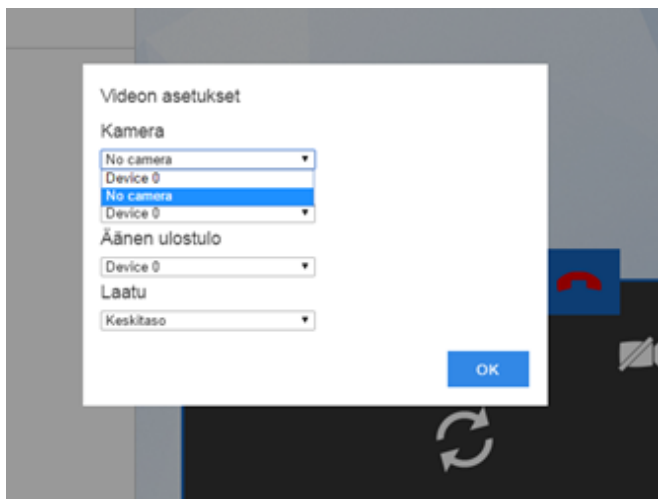 Videon asetukset
Kamera
No camera
Device 0
No camera
Device 0
Äänen ulostulo
Device 0
Laatu
Keskitaso
OK